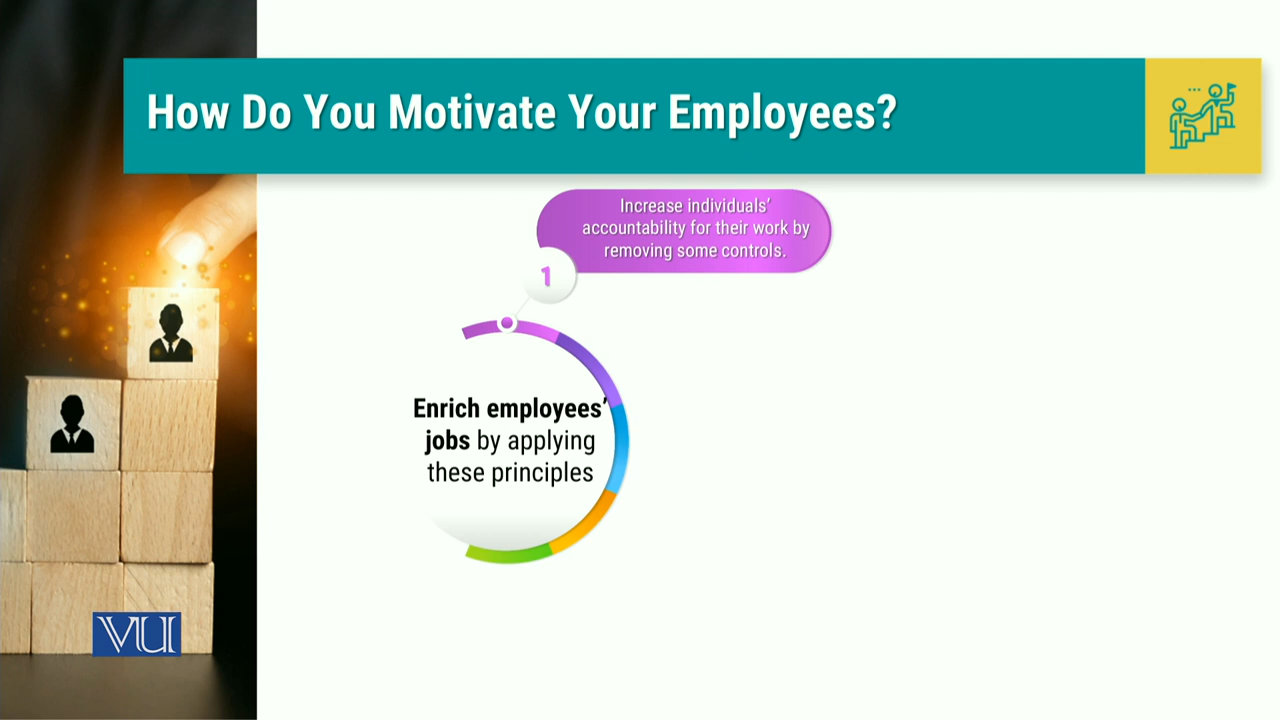 How Do You Motivate Your Employees?
Increase individuals’
accountability for their work by
removing some controls.
1
Enrich employees’
jobs by applying
these principles
VU